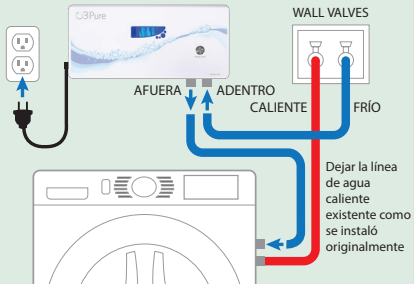 O3Pure
WALL VALVES
AFUERA
ADENTRO
CALIENTE
FRÍO
Dejar la línea
de agua
caliente
existente como
se instaló
originalmente